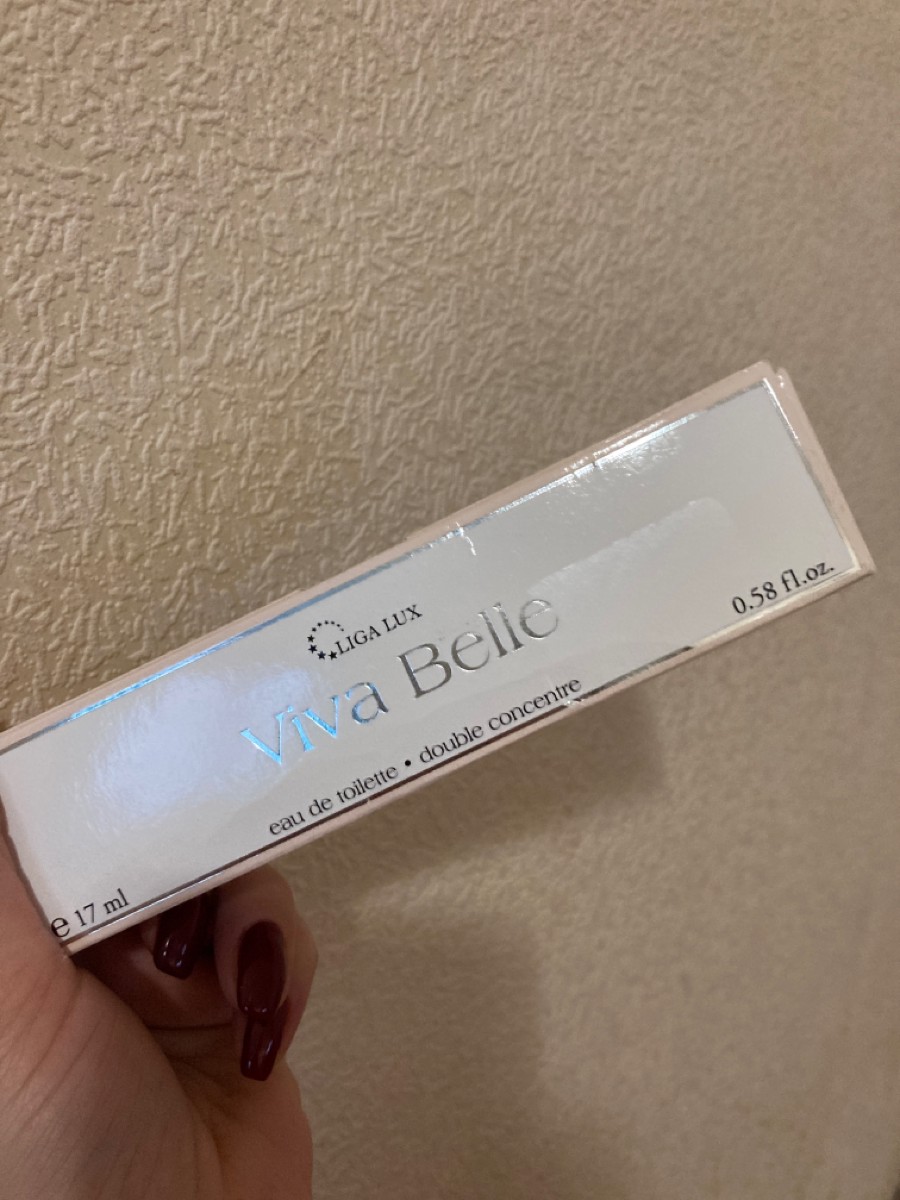 LIGA LUX
Viva Belle
eau de toilette • double concentre
0.58 fl.oz.
e 17 ml